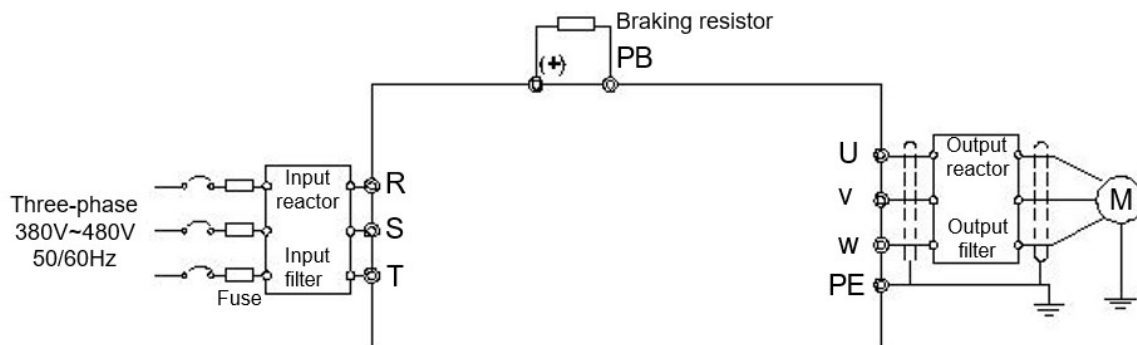 Braking resistor
(+)
PB
Three-phase
380V~480V
50/60Hz
Fuse
Input
reactor
Input
filter
R
S
T
U
V
W
PE
Output
reactor
Output
filter
M